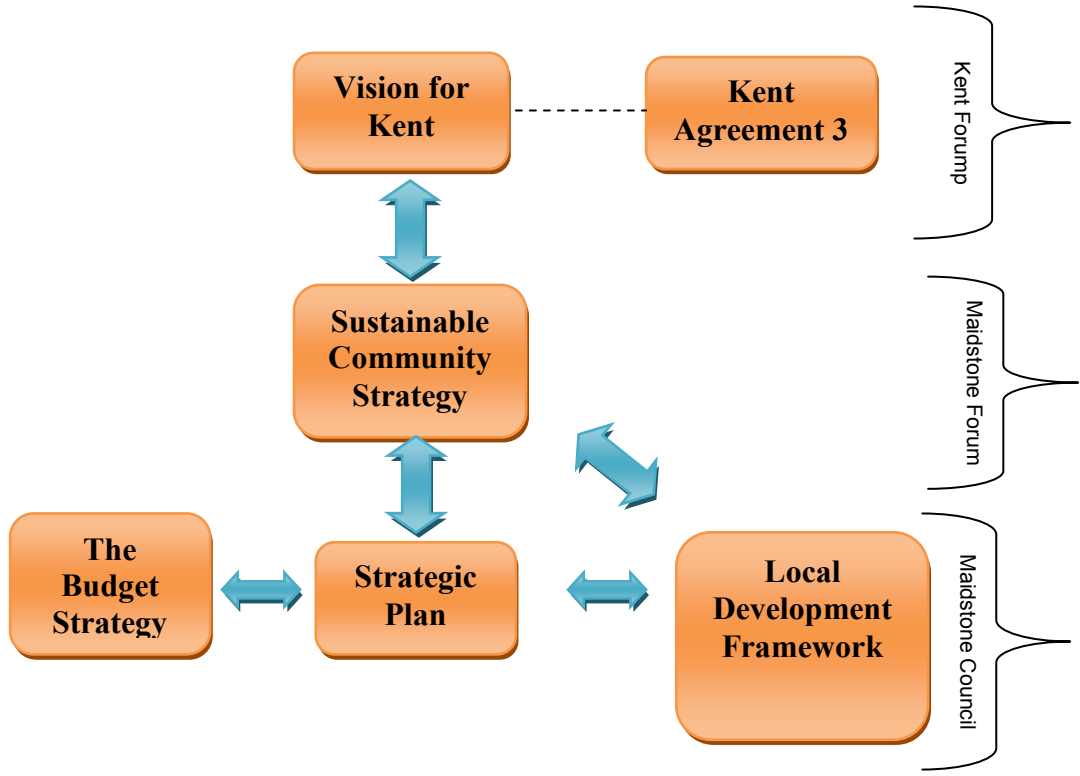 Vision for
Kent
Kent
Agreement 3
Kent Forump
Sustainable
Community
Strategy
Maidstone Forum
The
Budget
Strategy
Strategic
Plan
Local
Development
Framework
Maidstone Council